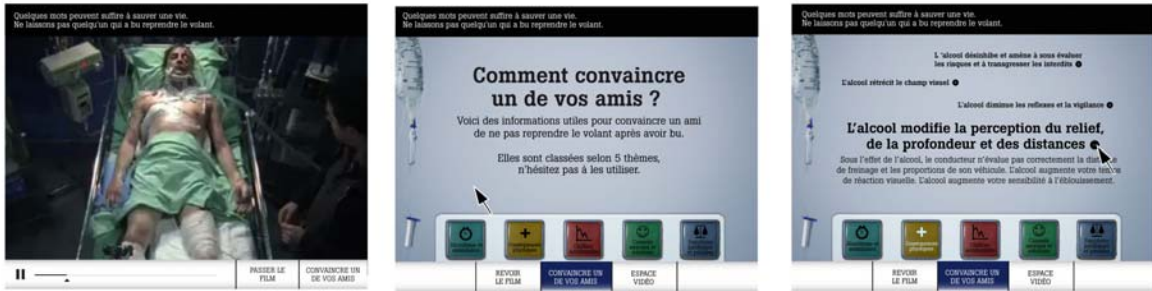 Quelques mots peuvent suffire à sauver une vie.
Ne laissons pas quelqu'un qui a bu reprendre le volant.
PASSER LE
FILM
CONVAINCRE UN
DE VOS AMIS
Quelques mots peuvent suffire à sauver une vie.
Ne laissons pas quelqu'un qui a bu reprendre le volant.
Comment convaincre
un de vos amis ?
Voici des informations utiles pour convaincre un ami
de ne pas reprendre le volant après avoir bu.
Elles sont classées selon 5 thèmes,
n'hésitez pas à les utiliser.
REVOIR
LE FILM
CONVAINCRE UN
DE VOS AMIS
ESPACE
VIDÉO
Quelques mots peuvent suffire à sauver une vie.
Ne laissons pas quelqu'un qui a bu reprendre le volant.
L'alcool désinhibe et amène à sous évaluer
les risques et à transgresser les interdits
L'alcool rétrécit le champ visuel
L'alcool diminue les reflexes et la vigilance
L'alcool modifie la perception du relief,
de la profondeur et des distances
Sous l'effet de l'alcool, le conducteur n'évalue pas correctement la
de freinage et les proportions de son véhicule. L'alcool augmente votre
de réaction visuelle. L'alcool augmente votre sensibilité à l'éblouissement.
REVOIR
LE FILM
CONVAINCRE UN
DE VOS AMIS
ESPACE
VIDÉO